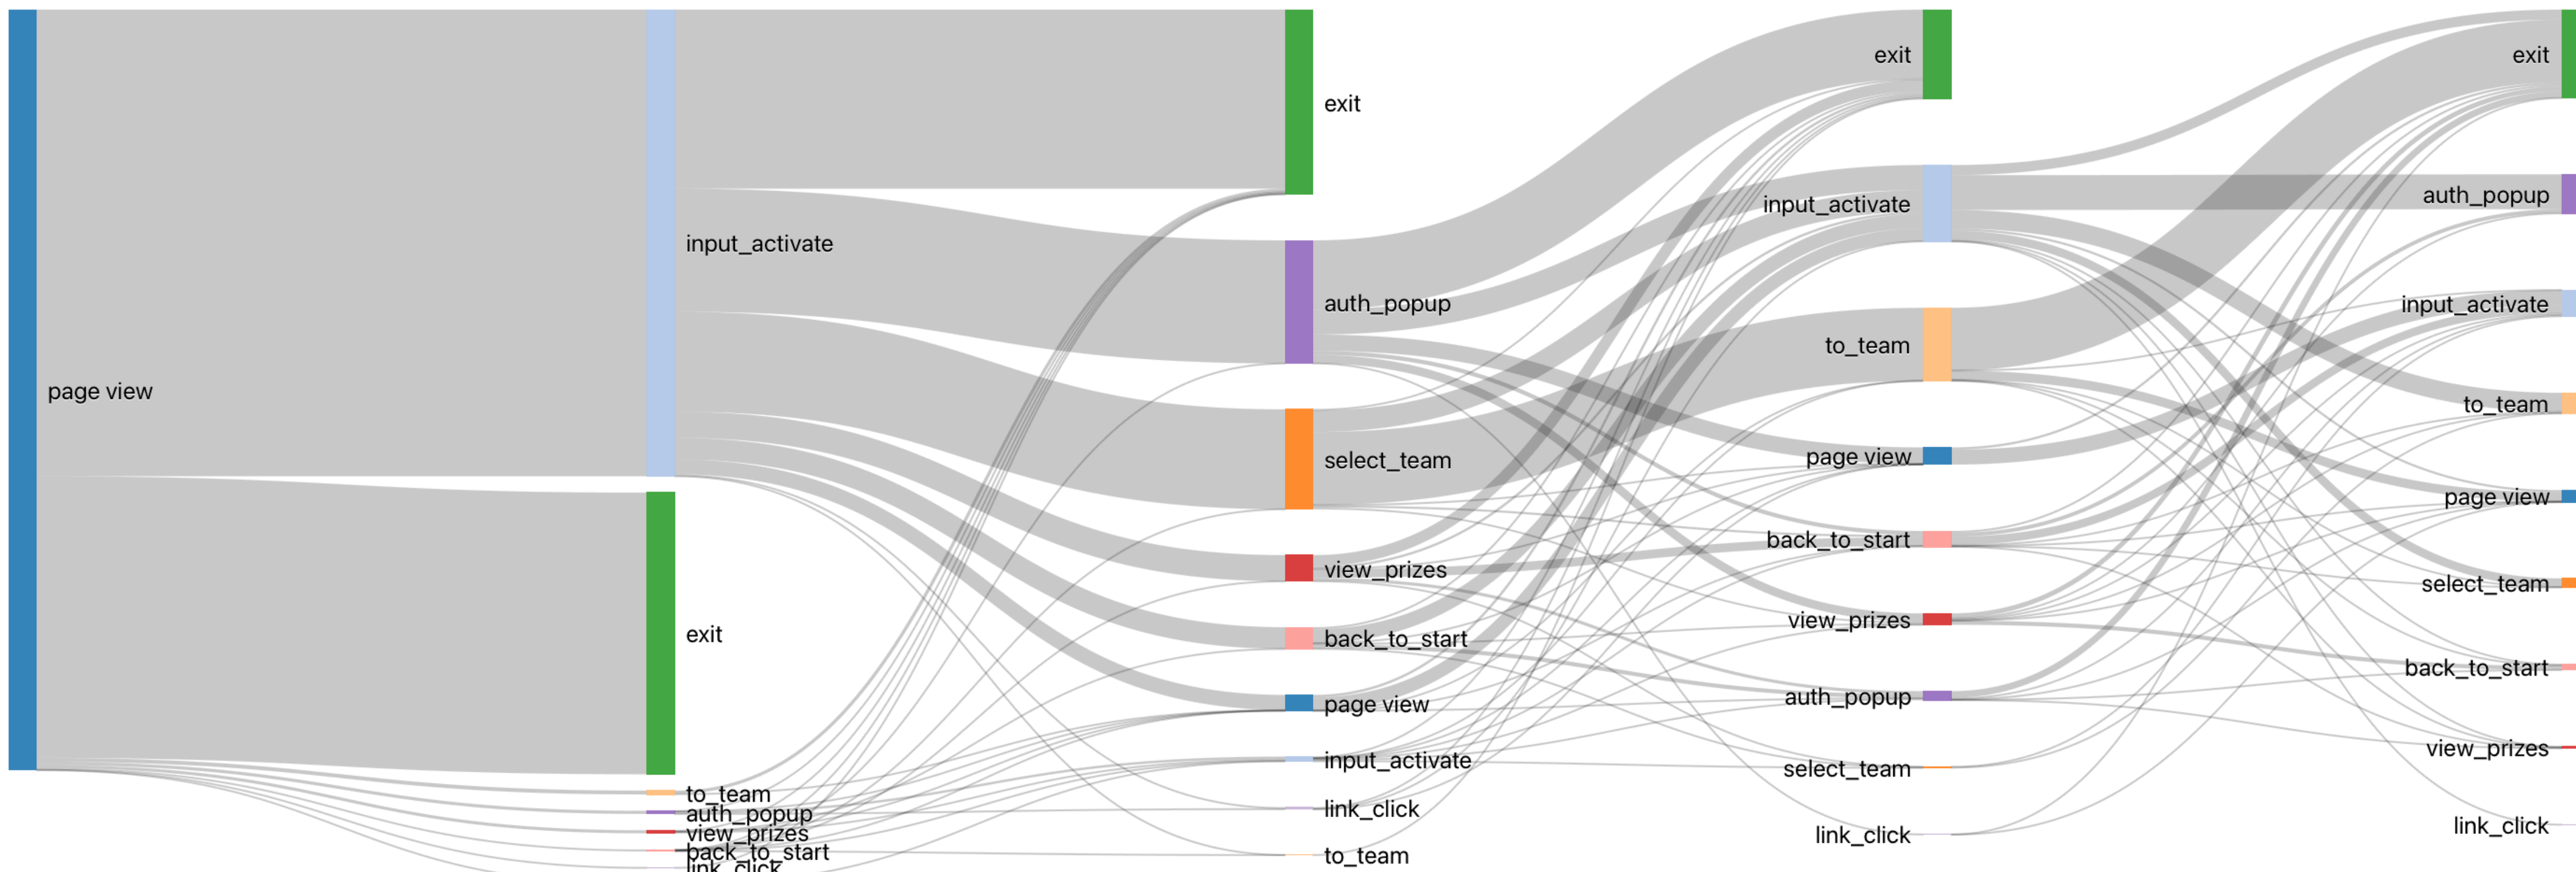 page view
input_activate
exit
to_team
auth_popup
view_prizes
back_to_start
link_click
exit
auth_popup
select_team
view_prizes
back_to_start
page view
input_activate
link_click
to_team
exit
input_activate
to_team
page view
back_to_start
view_prizes
auth_popup
select_team
link_click
exit
auth_popup
input_activate
to_team
page view
select_team
back_to_start
view_prizes
link_click